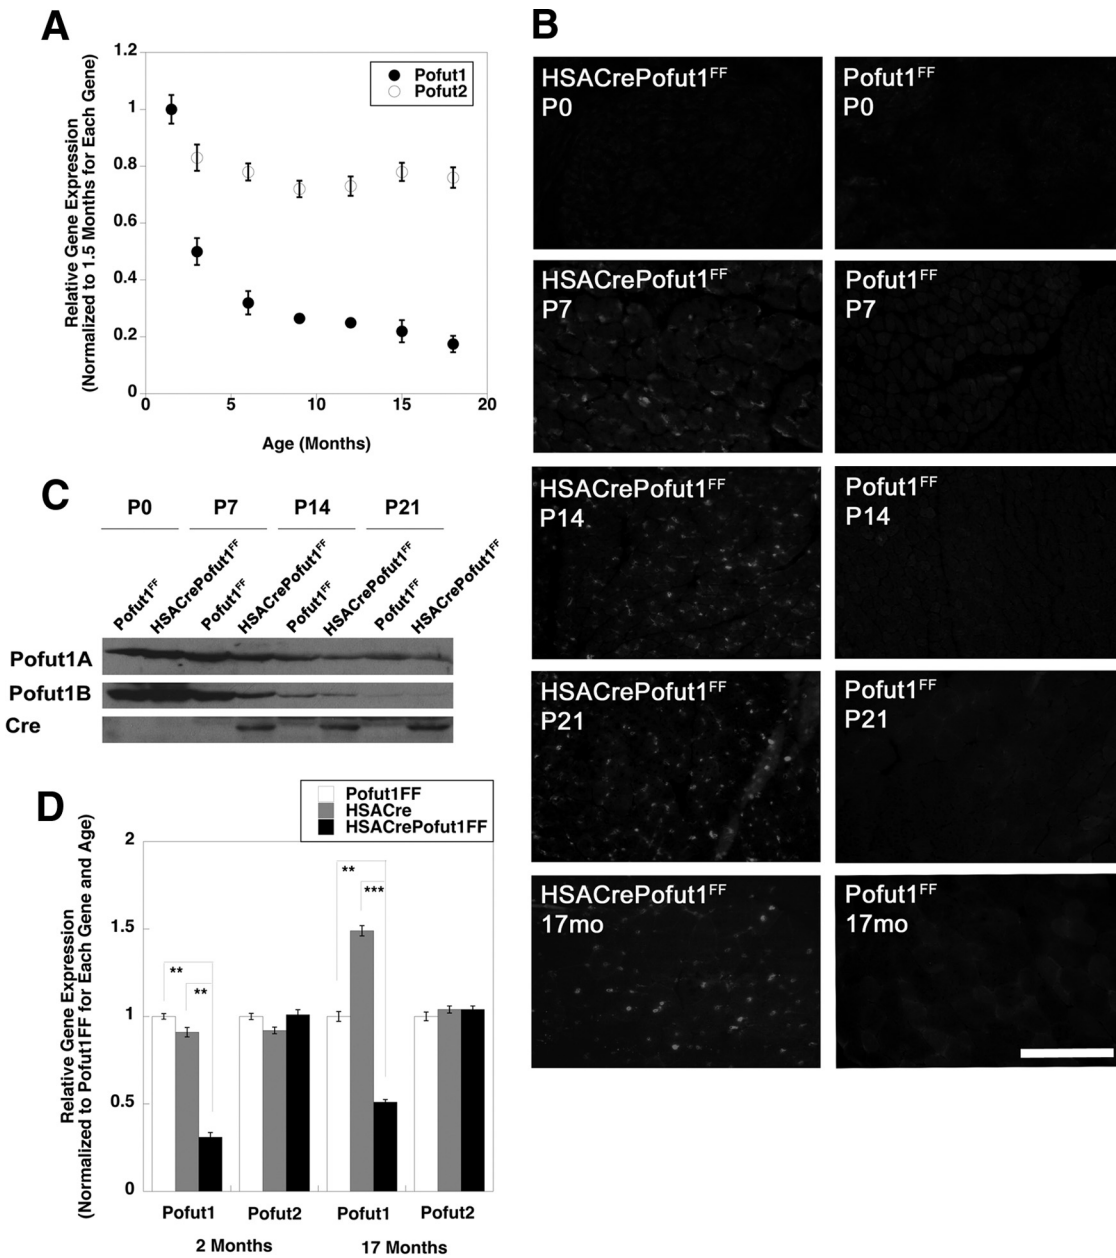 A
Relative Gene Expression
(Normalized to 1.5 Months for Each Gene)
1.2
1
0.8
0.6
0.4
0.2
0
0
5
10
15
20
Age (Months)
Pofut1
Pofut2
B
HSACrePofut1FF
P0
Pofut1FF
P0
HSACrePofut1FF
P7
Pofut1FF
P7
HSACrePofut1FF
P14
Pofut1FF
P14
HSACrePofut1FF
P21
Pofut1FF
P21
HSACrePofut1FF
17mo
Pofut1FF
17mo
C
P0
P7
P14
P21
Pofut1FF
HSACrePofut1FF
Pofut1FF
HSACrePofut1FF
Pofut1FF
HSACrePofut1FF
Pofut1FF
HSACrePofut1FF
Pofut1A
Pofut1B
Cre
D
Pofut1FF
HSACre
HSACrePofut1FF
Relative Gene Expression
(Normalized to Pofut1FF for Each Gene and Age)
2
1.5
1
0.5
0
**
**
**
***
Pofut1
Pofut2
Pofut1
Pofut2
2 Months
17 Months